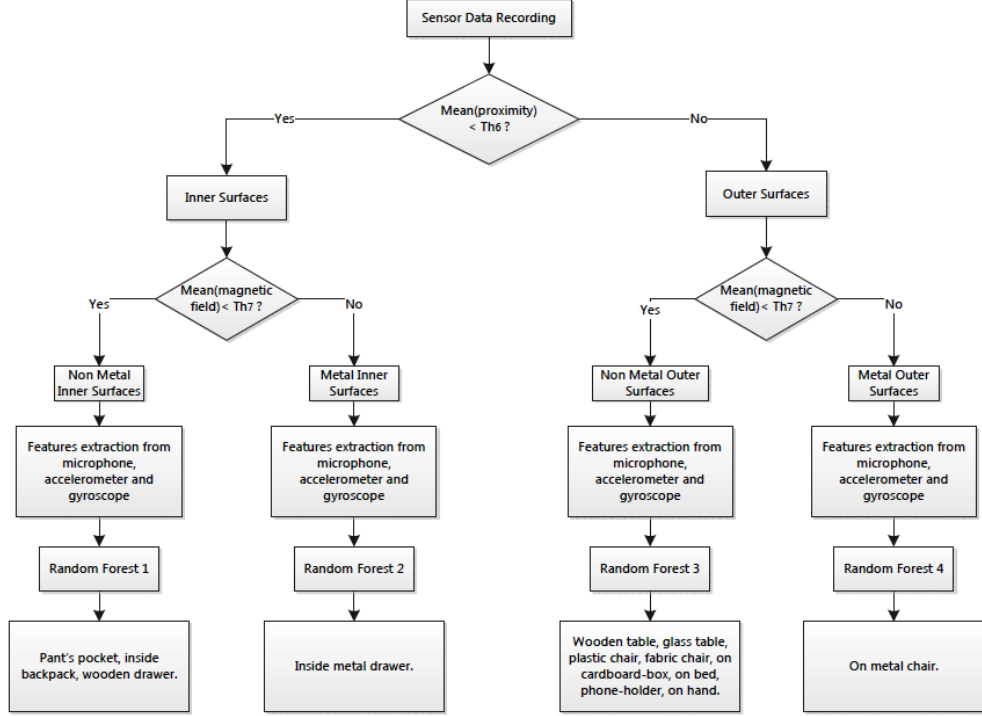 Sensor Data Recording
Mean(proximity)
< Th6 ?
Yes
No
Inner Surfaces
Outer Surfaces
Mean(magnetic
field)< Th7 ?
Yes
No
Mean(magnetic
field)< Th7 ?
Yes
No
Non Metal
Inner Surfaces
Metal Inner
Surfaces
Non Metal Outer
Surfaces
Metal Outer
Surfaces
Features extraction from
microphone,
accelerometer and
gyroscope
Features extraction from
microphone,
accelerometer and
gyroscope
Features extraction from
microphone,
accelerometer and
gyroscope
Features extraction from
microphone,
accelerometer and
gyroscope
Random Forest 1
Random Forest 2
Random Forest 3
Random Forest 4
Pant's pocket, inside
backpack, wooden drawer.
Inside metal drawer.
Wooden table, glass table,
plastic chair, fabric chair, on
cardboard-box, on bed,
phone-holder, on hand.
On metal chair.